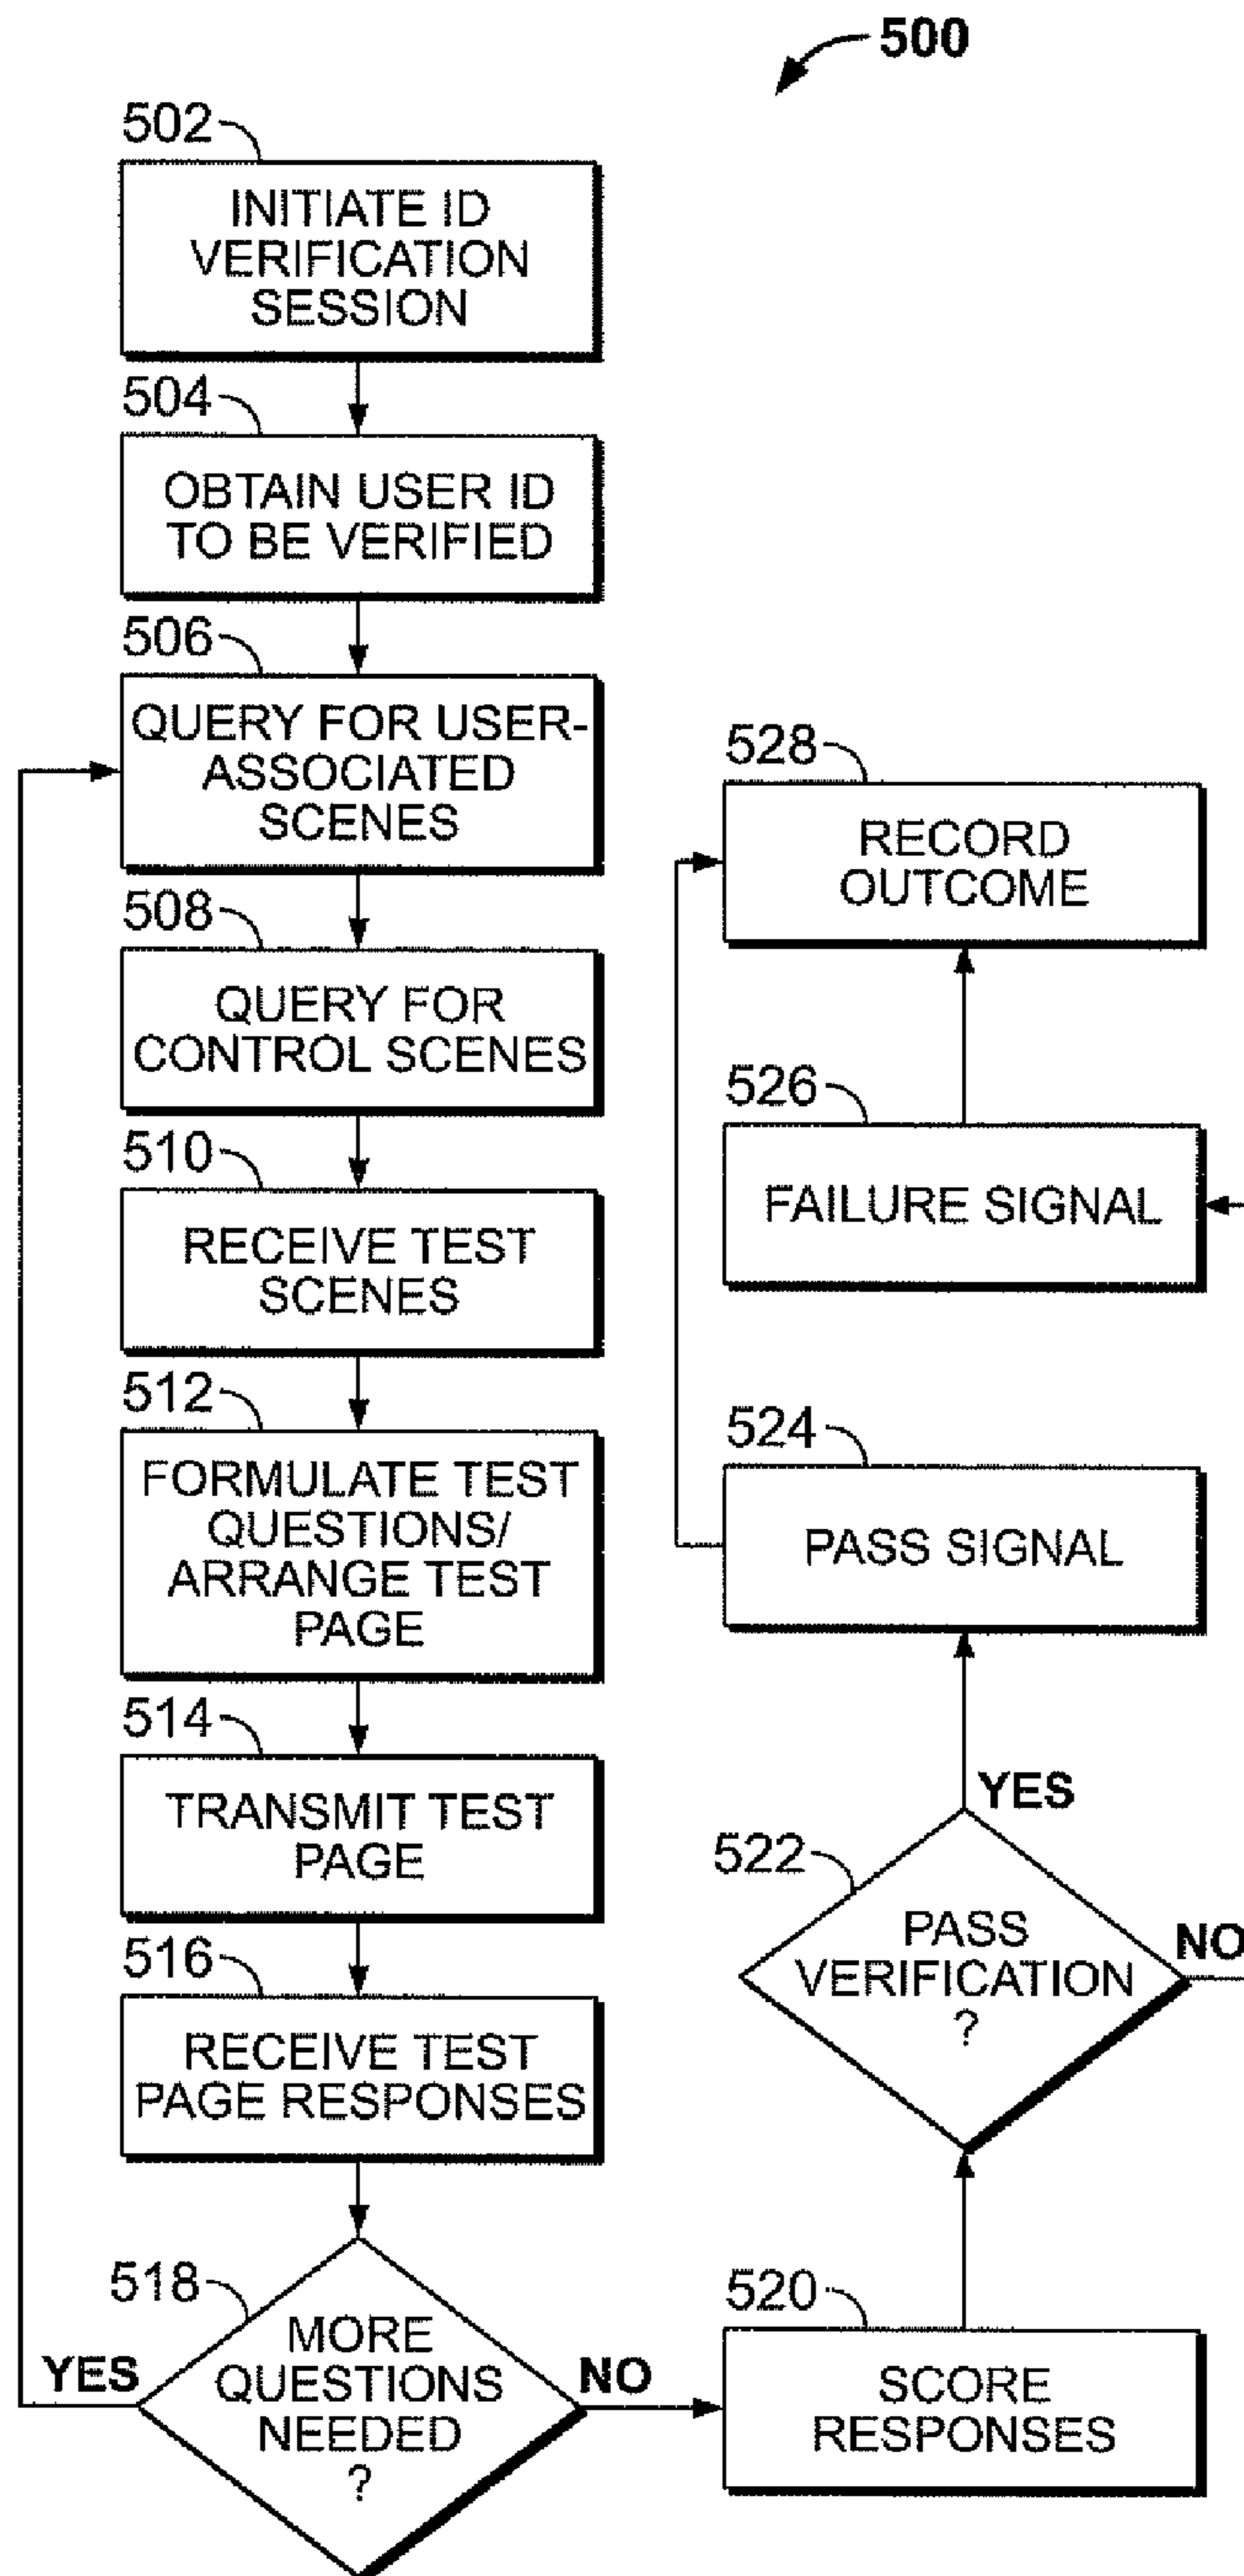 500
502
INITIATE ID
VERIFICATION
SESSION
504
OBTAIN USER ID
TO BE VERIFIED
506
QUERY FOR USER-
ASSOCIATED
SCENES
508
QUERY FOR
CONTROL SCENES
510
RECEIVE TEST
SCENES
512
FORMULATE TEST
QUESTIONS/
ARRANGE TEST
PAGE
514
TRANSMIT TEST
PAGE
516
RECEIVE TEST
PAGE RESPONSES
518
MORE
QUESTIONS
NEEDED
?
YES
NO
520
SCORE
RESPONSES
522
PASS
VERIFICATION
?
YES
NO
524
PASS SIGNAL
526
FAILURE SIGNAL
528
RECORD
OUTCOME